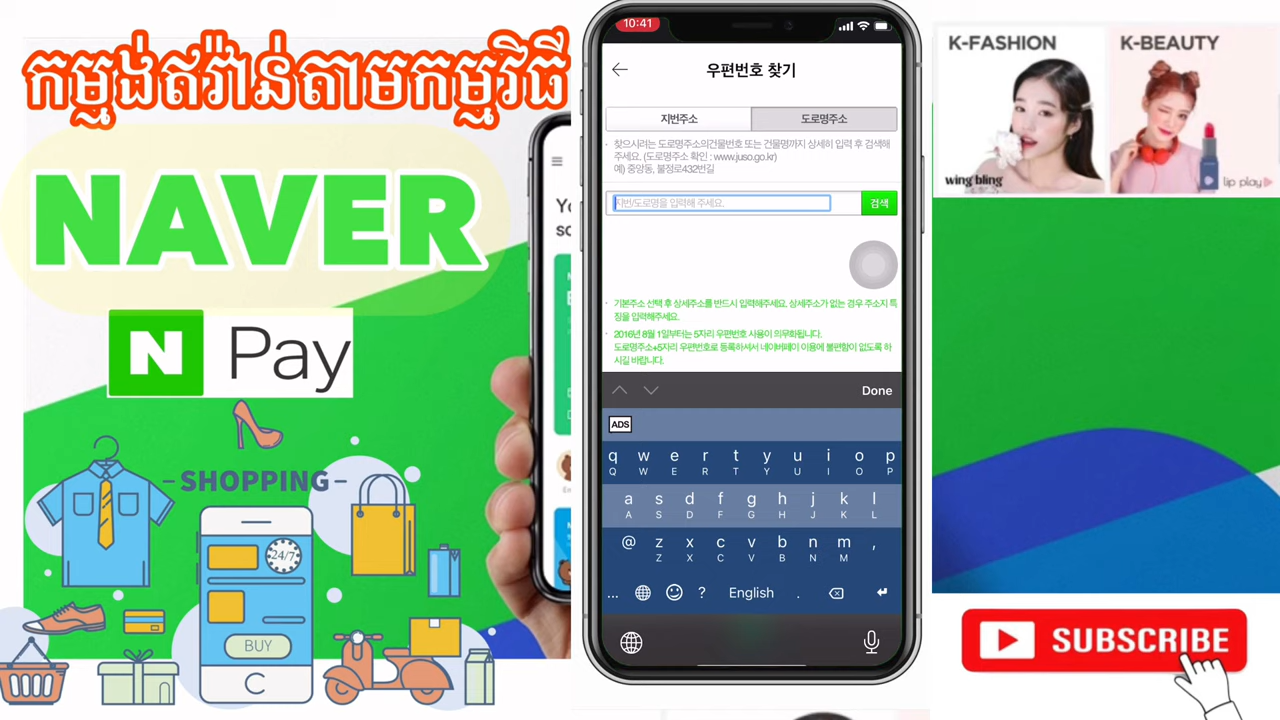 កម្មង់ឥវ៉ាន់តាមកម្មវិធី
NAVER
N Pay
SHOPPING
24/7
BUY
10:41
우편번호 찾기
지번주소
도로명주소
찾으시려는 도로명주소의건물번호 또는 건물명까지 상세히 입력 후 검색해
주세요. (도로명주소 확인 : www.juso.go.kr)
예) 중앙동, 불정로432번길
지번/도로명을 입력해 주세요.
검색
기본주소 선택 후 상세주소를 반드시 입력해주세요. 상세주소가 없는 경우 주소지 특
징을 입력해주세요.
2016년 8월 1일부터는 5자리 우편번호 사용이 의무화됩니다.
도로명주소+5자리 우편번호로 등록하셔서 네이버페이 이용에 불편함이 없도록 하
시길 바랍니다.
Done
ADS
q w e r t y u i o p
Q W E R T Y U I O P
a s d f g h j k l
A S D F G H J K L
@ z x c v b n m ,
Z X C V B N M
... ? English .
K-FASHION
K-BEAUTY
wing bling
lip play
SUBSCRIBE